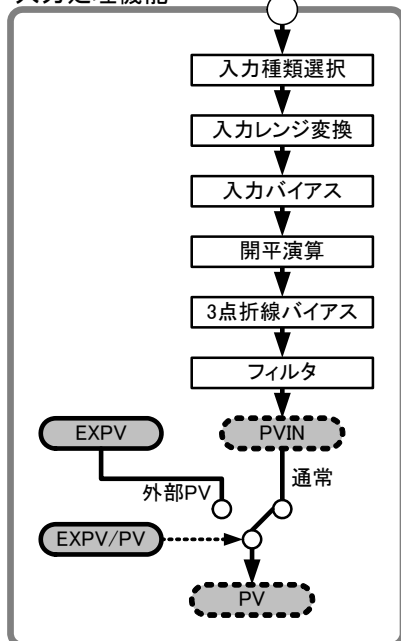 入力処理機能
入力種類選択
入力レンジ変換
入力バイアス
開平演算
3点折線バイアス
フィルタ
EXPV
PVIN
外部PV
通常
EXPV/PV
PV